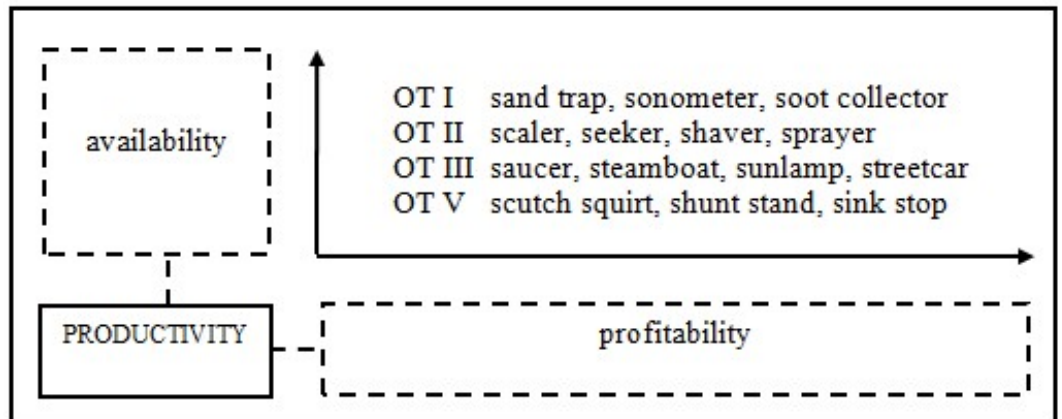 availability
OT I sand trap, sonometer, soot collector
OT II scaler, seeker, shaver, sprayer
OT III saucer, steamboat, sunlamp, streetcar
OT V scutch squirt, shunt stand, sink stop
PRODUCTIVITY
profitability